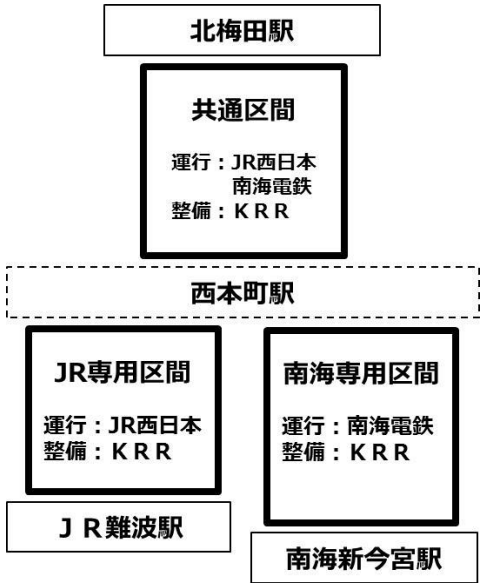 北梅田駅
共通区間
運行：JR西日本
南海電鉄
整備：ＫＲＲ
西本町駅
JR専用区間
運行：JR西日本
整備：ＫＲＲ
ＪＲ難波駅
南海専用区間
運行：南海電鉄
整備：ＫＲＲ
南海新今宮駅